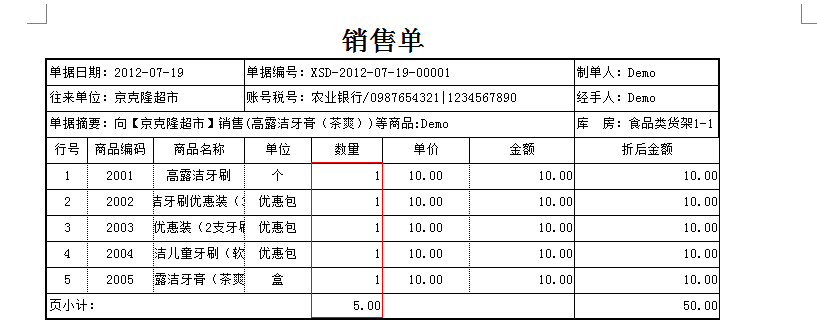 销售单
单据日期：2012-07-19 单据编号：XSD-2012-07-19-00001 制单人：Demo
往来单位：京克隆超市 账号税号：农业银行/0987654321|1234567890 经手人：Demo
单据摘要：向【京克隆超市】销售(高露洁牙膏（茶爽）)等商品:Demo 库 房：食品类货架1-1
行号 商品编码 商品名称 单位 数量 单价 金额 折后金额
1 2001 高露洁牙刷 个 1 10.00 10.00 10.00
2 2002 洁牙刷优惠装（ 优惠包 1 10.00 10.00 10.00
3 2003 优惠装（2支牙刷 优惠包 1 10.00 10.00 10.00
4 2004 洁儿童牙刷（软 优惠包 1 10.00 10.00 10.00
5 2005 露洁牙膏（茶爽 盒 1 10.00 10.00 10.00
页小计： 5.00 50.00